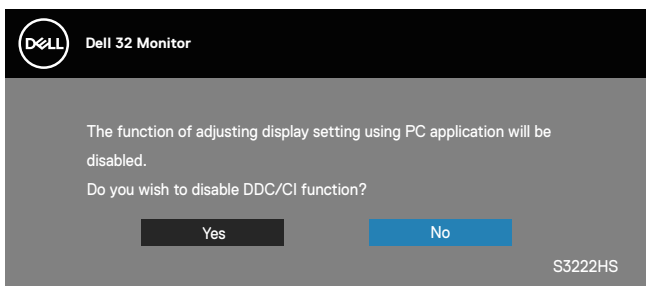 DELL
Dell 32 Monitor
The function of adjusting display setting using PC application will be
disabled.
Do you wish to disable DDC/CI function?
Yes
No
S3222HS